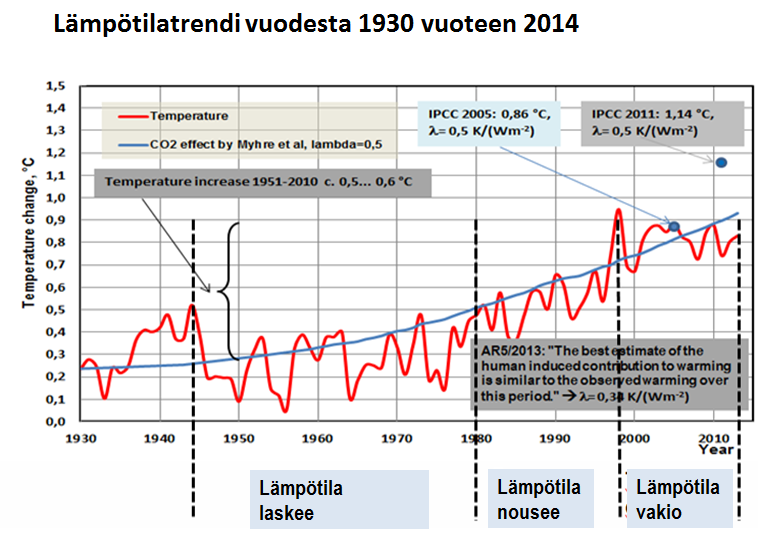 Lämpötilatrendi vuodesta 1930 vuoteen 2014
1,5
1,4
1,3
1,2
1,1
1,0
0,9
0,8
0,7
0,6
0,5
0,4
0,3
0,2
0,1
0,0
Temperature change, °C
Temperature
CO2 effect by Myhre et al, lambda=0,5
IPCC 2005: 0,86 °C,
λ= 0,5 K/(Wm⁻²)
IPCC 2011: 1,14 °C,
λ= 0,5 K/(Wm⁻²)
Temperature increase 1951-2010 c. 0,5... 0,6 °C
AR5/2013: "The best estimate of the
human induced contribution to warming
is similar to the observed warming over
this period." → λ= 0,34 K/(Wm⁻²)
1930 1940 1950 1960 1970 1980 1990 2000 2010
Year
Lämpötila
laskee
Lämpötila
nousee
Lämpötila
vakio